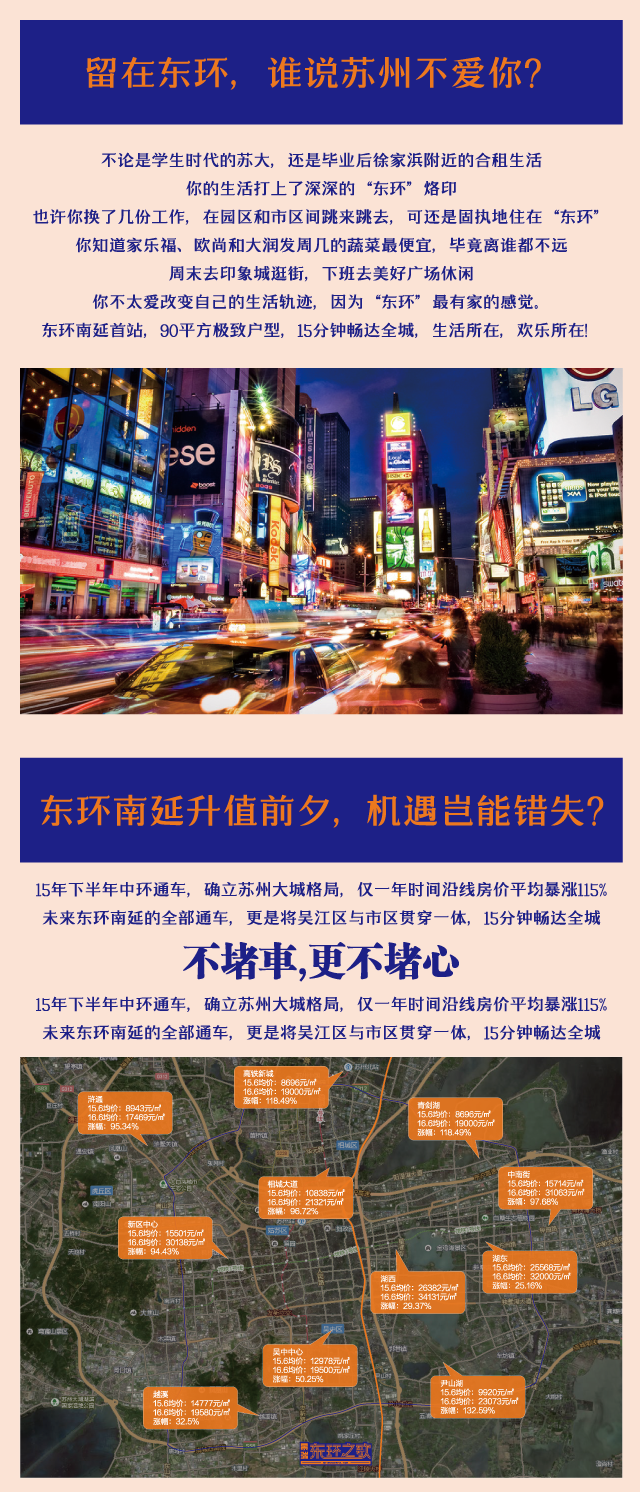 留在东环，谁说苏州不爱你？
不论是学生时代的苏大，还是毕业后徐家浜附近的合租生活
你的生活打上了深深的“东环”烙印
也许你换了几份工作，在园区和市区间跳来跳去，可还是固执地住在“东环”
你知道家乐福、欧尚和大润发周几的蔬菜最便宜，毕竟离谁都不远
周末去印象城逛街，下班去美好广场休闲
你不太爱改变自己的生活轨迹，因为“东环”最有家的感觉。
东环南延首站，90平方极致户型，15分钟畅达全城，生活所在，欢乐所在！
LG
hidden
ese
boost
TIMES SQUARE
Kodak
BENVENUTO
东环南延升值前夕，机遇岂能错失？
15年下半年中环通车，确立苏州大城格局，仅一年时间沿线房价平均暴涨115%
未来东环南延的全部通车，更是将吴江区与市区贯穿一体，15分钟畅达全城
不堵車,更不堵心
15年下半年中环通车，确立苏州大城格局，仅一年时间沿线房价平均暴涨115%
未来东环南延的全部通车，更是将吴江区与市区贯穿一体，15分钟畅达全城
高铁新城
15.6均价：8696元/㎡
16.6均价：19000元/㎡
涨幅：118.49%
浒通
15.6均价：8943元/㎡
16.6均价：17469元/㎡
涨幅：95.34%
青剑湖
15.6均价：8696元/㎡
16.6均价：19000元/㎡
涨幅：118.49%
相城大道
15.6均价：10838元/㎡
16.6均价：21321元/㎡
涨幅：96.72%
中南街
15.6均价：15714元/㎡
16.6均价：31063元/㎡
涨幅：97.68%
新区中心
15.6均价：15501元/㎡
16.6均价：30138元/㎡
涨幅：94.43%
湖东
15.6均价：25568元/㎡
16.6均价：32000元/㎡
涨幅：25.16%
湖西
15.6均价：26382元/㎡
16.6均价：34131元/㎡
涨幅：29.37%
吴中中心
15.6均价：12978元/㎡
16.6均价：19500元/㎡
涨幅：50.25%
尹山湖
15.6均价：9920元/㎡
16.6均价：23073元/㎡
涨幅：132.59%
越溪
15.6均价：14777元/㎡
16.6均价：19580元/㎡
涨幅：32.5%
相城区
虎丘区
姑苏区
吴中区
东环之歌